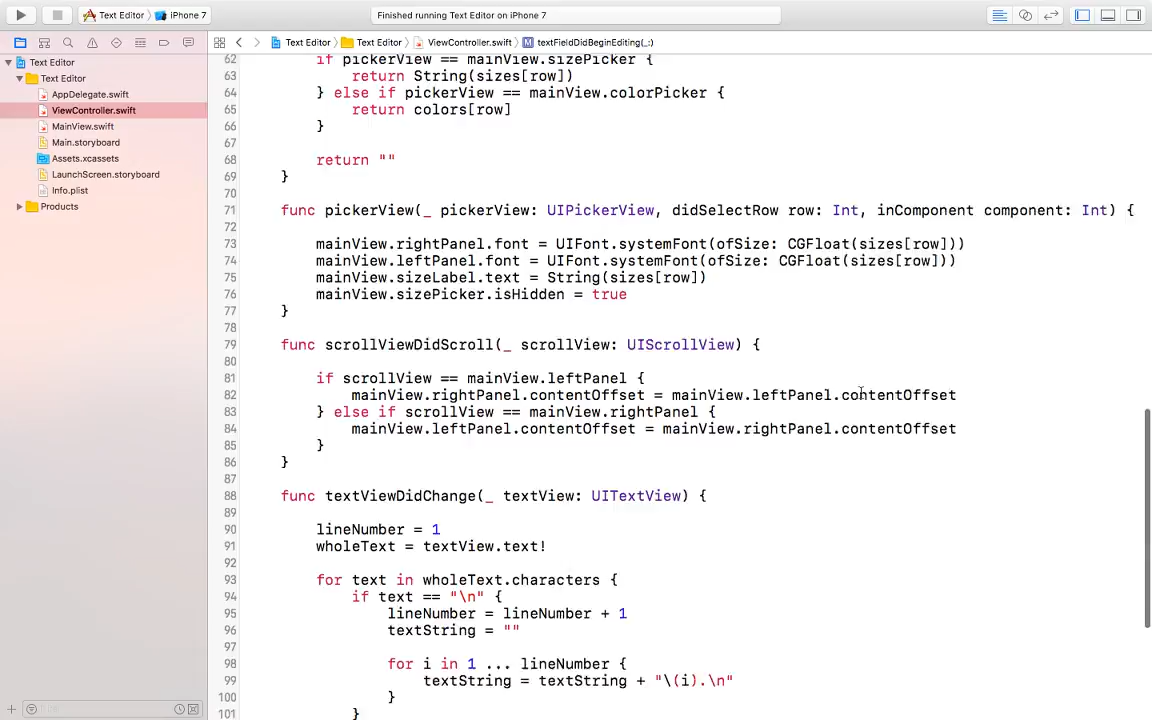 Text Editor
iPhone 7
Finished running Text Editor on iPhone 7
Text Editor
Text Editor
ViewController.swift
M textFieldDidBeginEditing(_:)
Text Editor
Text Editor
AppDelegate.swift
ViewController.swift
MainView.swift
Main.storyboard
Assets.xcassets
LaunchScreen.storyboard
Info.plist
Products
62 if pickerView == mainView.sizePicker {
63 return String(sizes[row])
64 } else if pickerView == mainView.colorPicker {
65 return colors[row]
66 }
67
68 return ""
69 }
70
71 func pickerView(_ pickerView: UIPickerView, didSelectRow row: Int, inComponent component: Int) {
72
73 mainView.rightPanel.font = UIFont.systemFont(ofSize: CGFloat(sizes[row]))
74 mainView.leftPanel.font = UIFont.systemFont(ofSize: CGFloat(sizes[row]))
75 mainView.sizeLabel.text = String(sizes[row])
76 mainView.sizePicker.isHidden = true
77 }
78
79 func scrollViewDidScroll(_ scrollView: UIScrollView) {
80
81 if scrollView == mainView.leftPanel {
82 mainView.rightPanel.contentOffset = mainView.leftPanel.contentOffset
83 } else if scrollView == mainView.rightPanel {
84 mainView.leftPanel.contentOffset = mainView.rightPanel.contentOffset
85 }
86 }
87
88 func textViewDidChange(_ textView: UITextView) {
89
90 lineNumber = 1
91 wholeText = textView.text!
92
93 for text in wholeText.characters {
94 if text == "\n" {
95 lineNumber = lineNumber + 1
96 textString = ""
97
98 for i in 1 ... lineNumber {
99 textString = textString + "\(i).\n"
100 }
101 }